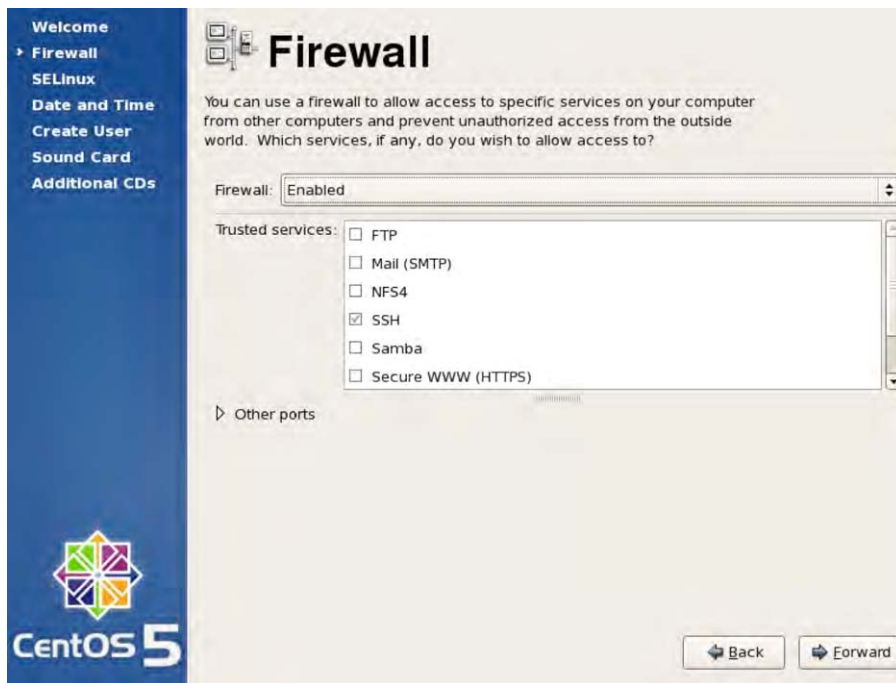 Welcome
Firewall
SELinux
Date and Time
Create User
Sound Card
Additional CDs
CentOS 5
Firewall
You can use a firewall to allow access to specific services on your computer
from other computers and prevent unauthorized access from the outside
world. Which services, if any, do you wish to allow access to?
Firewall: Enabled
Trusted services:
FTP
Mail (SMTP)
NFS4
SSH
Samba
Secure WWW (HTTPS)
Other ports
Back
Forward